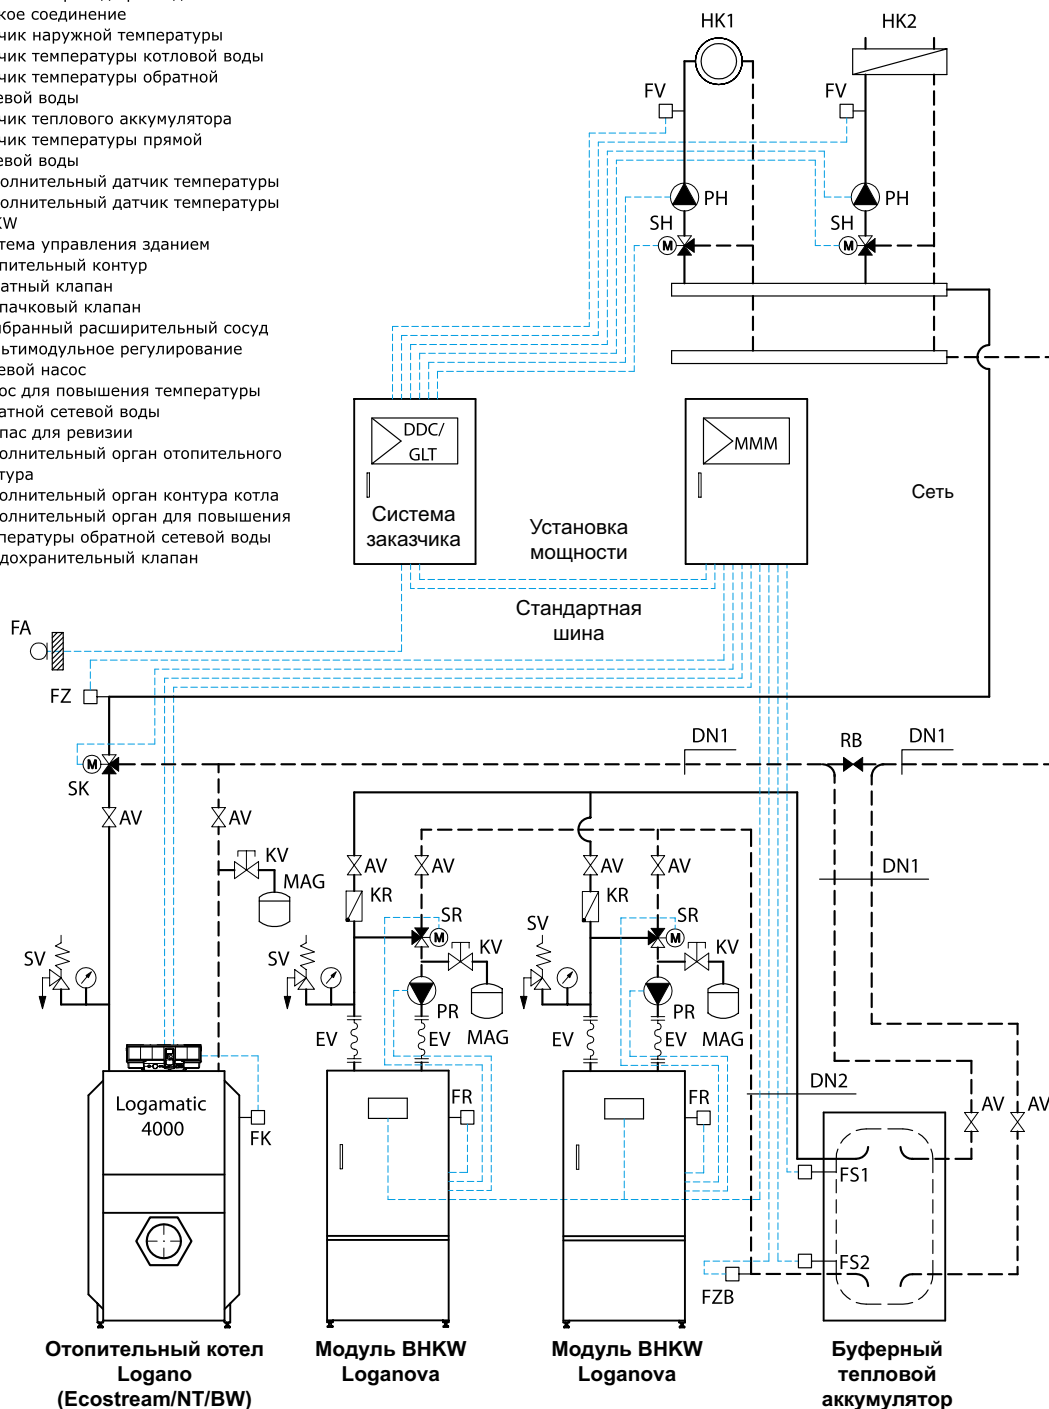 кое соединение
чик наружной температуры
чик температуры котловой воды
чик температуры обратной
евой воды
чик теплового аккумулятора
чик температуры прямой
евой воды
олнительный датчик температуры
олнительный датчик температуры
KW
тема управления зданием
пительный контур
атный клапан
пачковый клапан
бранный расширительный сосуд
ьтимодульное регулирование
евой насос
ос для повышения температуры
атной сетевой воды
пас для ревизии
олнительный орган отопительного
тура
олнительный орган контура котла
олнительный орган для повышения
пературы обратной сетевой воды
дохранительный клапан
HK1
HK2
FV
FV
PH
PH
SH
SH
M
M
DDC/
GLT
MMM
Система
заказчика
Установка
мощности
Сеть
Стандартная
шина
FA
FZ
DN1
RB
DN1
M
SK
AV
AV
KV
MAG
AV
AV
AV
AV
DN1
KR
KR
SR
SR
M
M
SV
SV
SV
KV
KV
PR
PR
MAG
MAG
EV
EV
EV
EV
Logamatic
4000
FK
FR
FR
DN2
AV
AV
FS1
FS2
FZB
Отопительный котел
Logano
(Ecostream/NT/BW)
Модуль BHKW
Loganova
Модуль BHKW
Loganova
Буферный
тепловой
аккумулятор